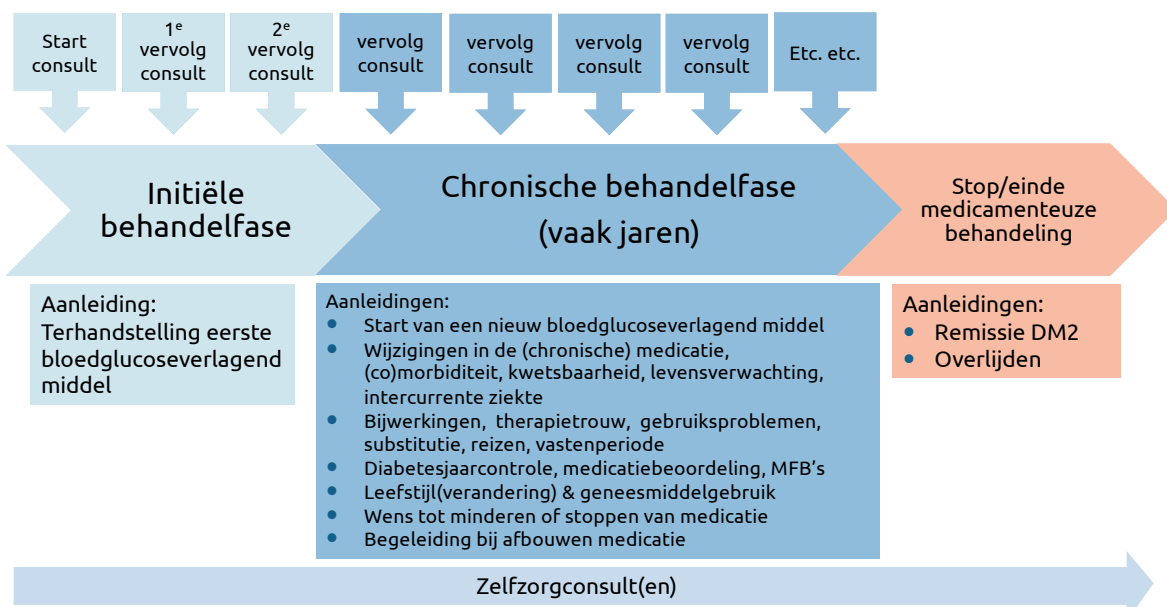 Start
consult
1e
vervolg
consult
2e
vervolg
consult
vervolg
consult
vervolg
consult
vervolg
consult
vervolg
consult
Etc. etc.
Initiële
behandelfase
Chronische behandelfase
(vaak jaren)
Stop/einde
medicamenteuze
behandeling
Aanleiding:
Terhandstelling eerste
bloedglucoseverlagend
middel
Aanleidingen:
• Start van een nieuw bloedglucoseverlagend middel
• Wijzigingen in de (chronische) medicatie,
(co)morbiditeit, kwetsbaarheid, levensverwachting,
intercurrente ziekte
• Bijwerkingen, therapietrouw, gebruiksproblemen,
substitutie, reizen, vastenperiode
• Diabetesjaarcontrole, medicatiebeoordeling, MFB's
• Leefstijl(verandering) & geneesmiddelgebruik
• Wens tot minderen of stoppen van medicatie
• Begeleiding bij afbouwen medicatie
Aanleidingen:
• Remissie DM2
• Overlijden
Zelfzorgconsult(en)